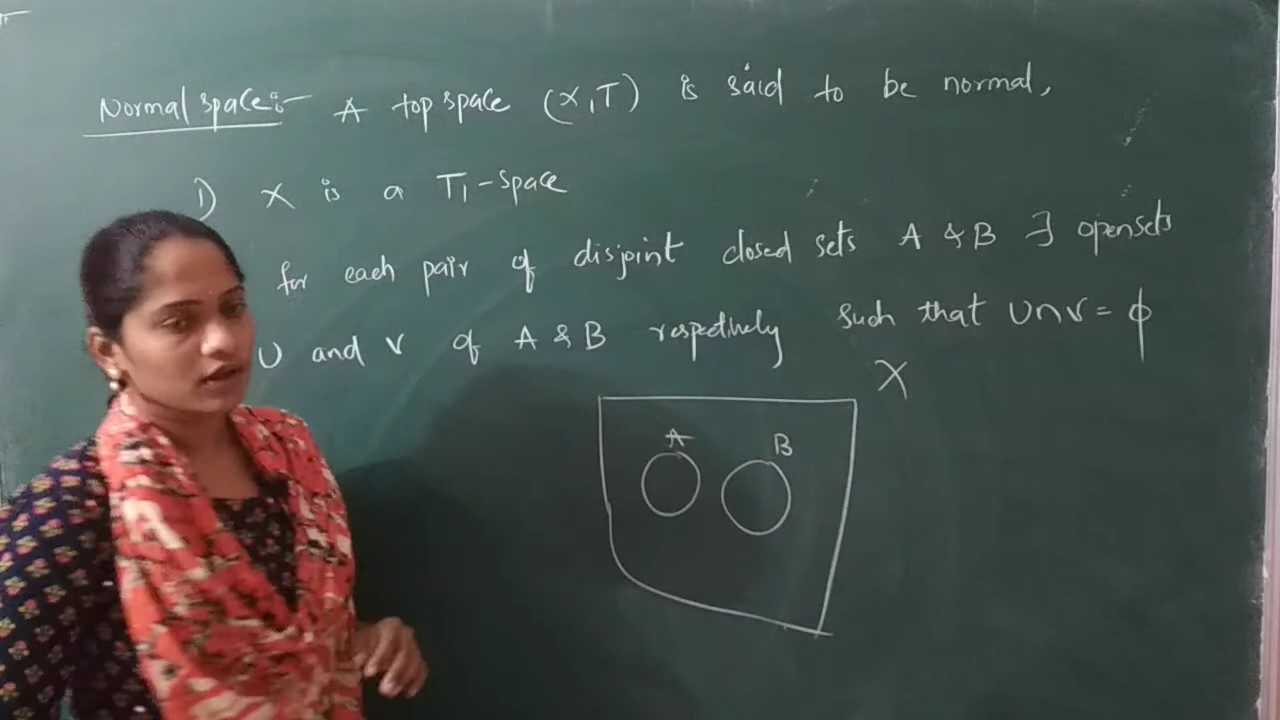 Normal space:- A top space (X,T) is said to be normal,
1) X is a T1-space
for each pair of disjoint closed sets A & B ∃ opensets
U and V of A & B respectively such that U∩V = ϕ
X
A B